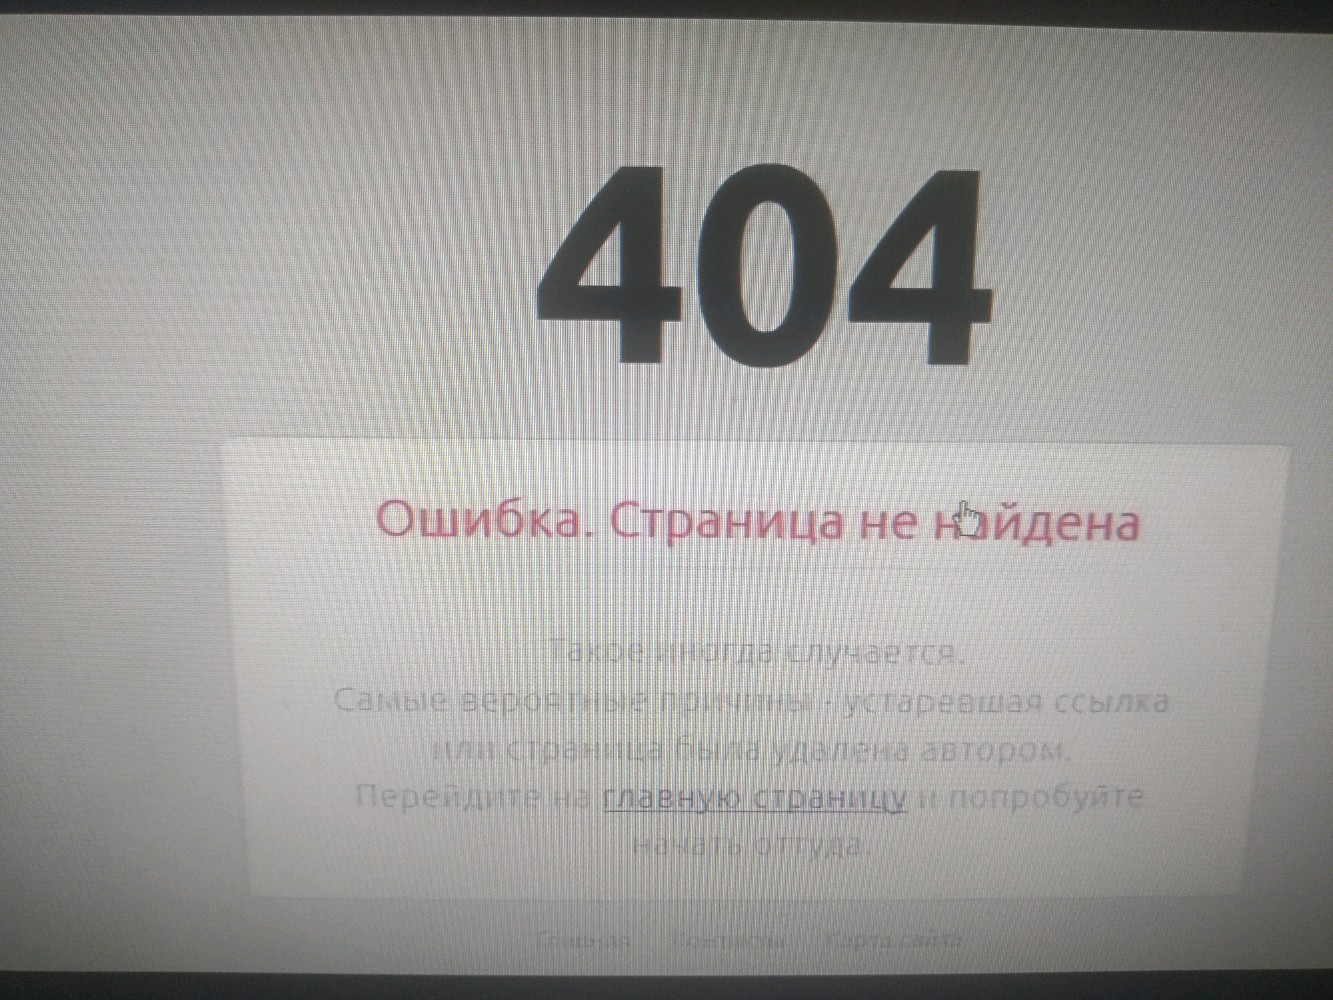 404
Ошибка. Страница не найдена
Такое иногда случается.
Самые вероятные причины - устаревшая ссылка
или страница была удалена автором.
Перейдите на главную страницу и попробуйте
начать оттуда.
Главная Контакты Карта сайта